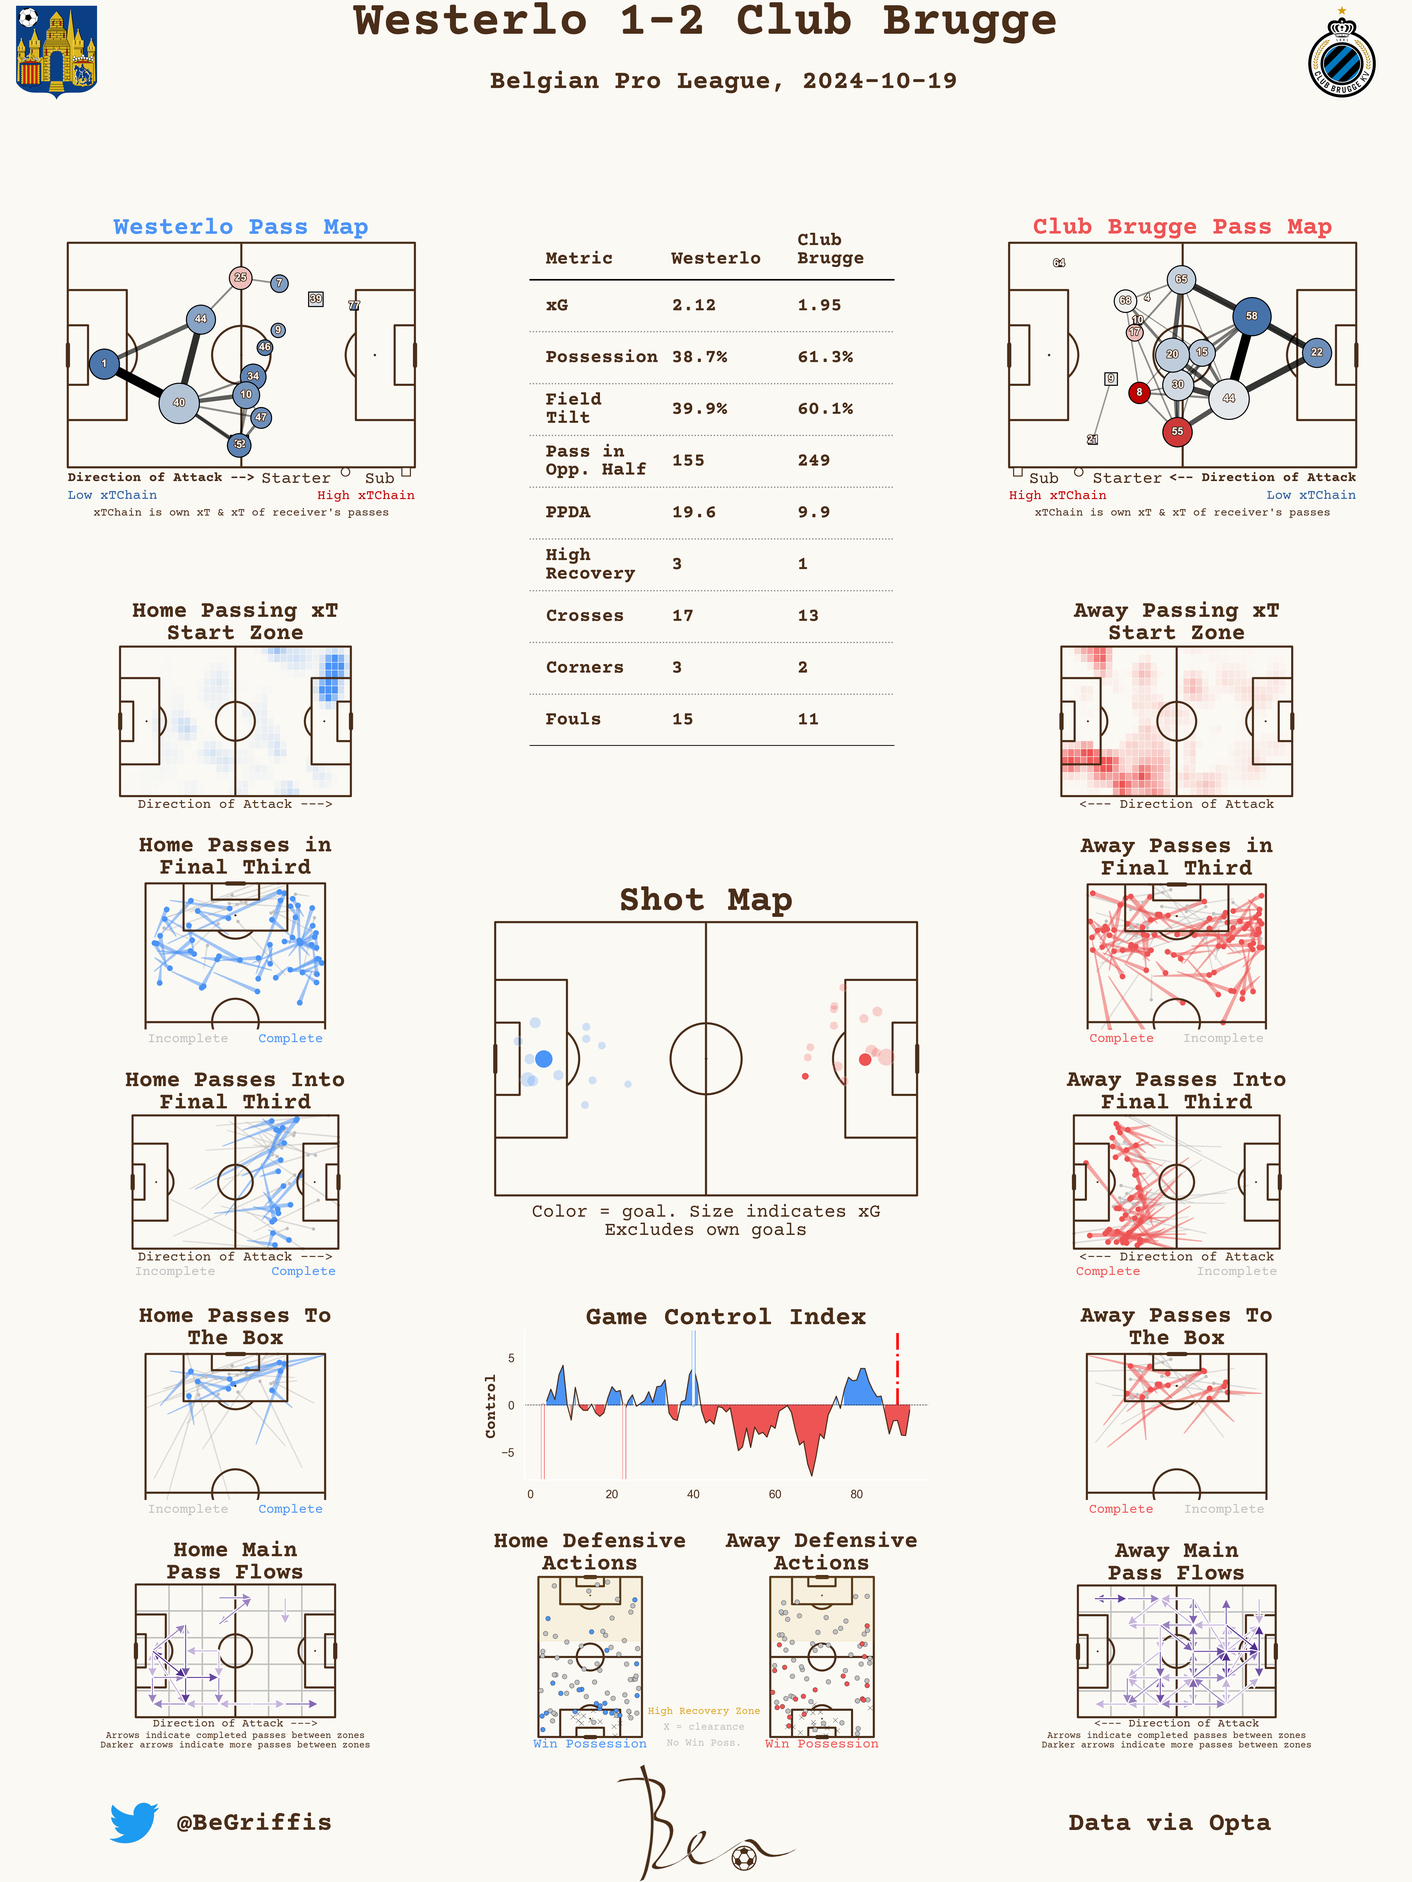 Westerlo 1-2 Club Brugge
Belgian Pro League, 2024-10-19
CLUB BRUGGE KV
Westerlo Pass Map
25
7
39
77
44
9
46
1
34
10
40
47
Direction of Attack --> Starter Sub
Low xTChain High xTChain
xTChain is own xT & xT of receiver's passes
Metric Westerlo Club Brugge
xG 2.12 1.95
Possession 38.7% 61.3%
Field Tilt 39.9% 60.1%
Pass in Opp. Half 155 249
PPDA 19.6 9.9
High Recovery 3 1
Crosses 17 13
Corners 3 2
Fouls 15 11
Club Brugge Pass Map
64
65
68 4
10
58
17
20 15 22
9
30
8
44
55
21
Sub Starter <-- Direction of Attack
High xTChain Low xTChain
xTChain is own xT & xT of receiver's passes
Home Passing xT
Start Zone
Direction of Attack --->
Away Passing xT
Start Zone
<--- Direction of Attack
Home Passes in
Final Third
Incomplete Complete
Away Passes in
Final Third
Complete Incomplete
Shot Map
Color = goal. Size indicates xG
Excludes own goals
Home Passes Into
Final Third
Direction of Attack --->
Incomplete Complete
Away Passes Into
Final Third
<--- Direction of Attack
Complete Incomplete
Home Passes To
The Box
Incomplete Complete
Game Control Index
Control
5
0
−5
0 20 40 60 80
Away Passes To
The Box
Complete Incomplete
Home Main
Pass Flows
Direction of Attack --->
Arrows indicate completed passes between zones
Darker arrows indicate more passes between zones
Home Defensive
Actions
Win Possession
High Recovery Zone
X = clearance
No Win Poss.
Away Defensive
Actions
Win Possession
Away Main
Pass Flows
<--- Direction of Attack
Arrows indicate completed passes between zones
Darker arrows indicate more passes between zones
@BeGriffis
Ben
Data via Opta